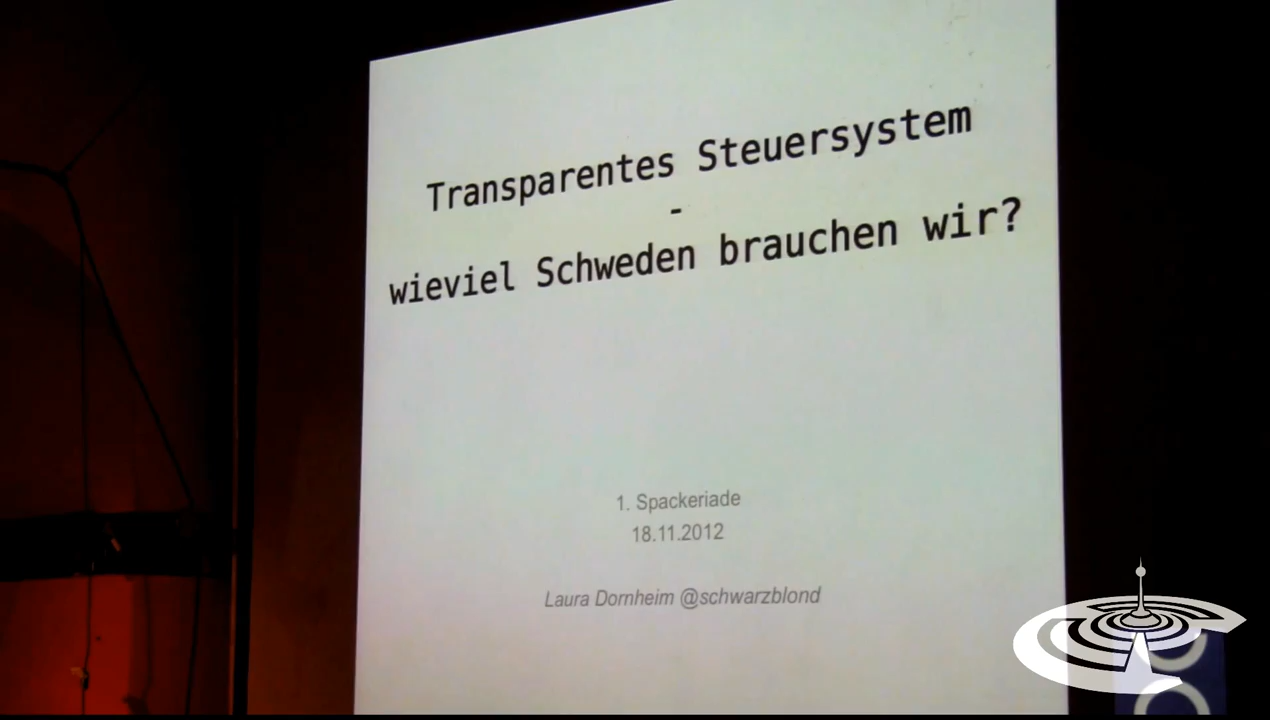 Transparentes Steuersystem
-
wieviel Schweden brauchen wir?
1. Spackeriade
18.11.2012
Laura Dornheim @schwarzblond